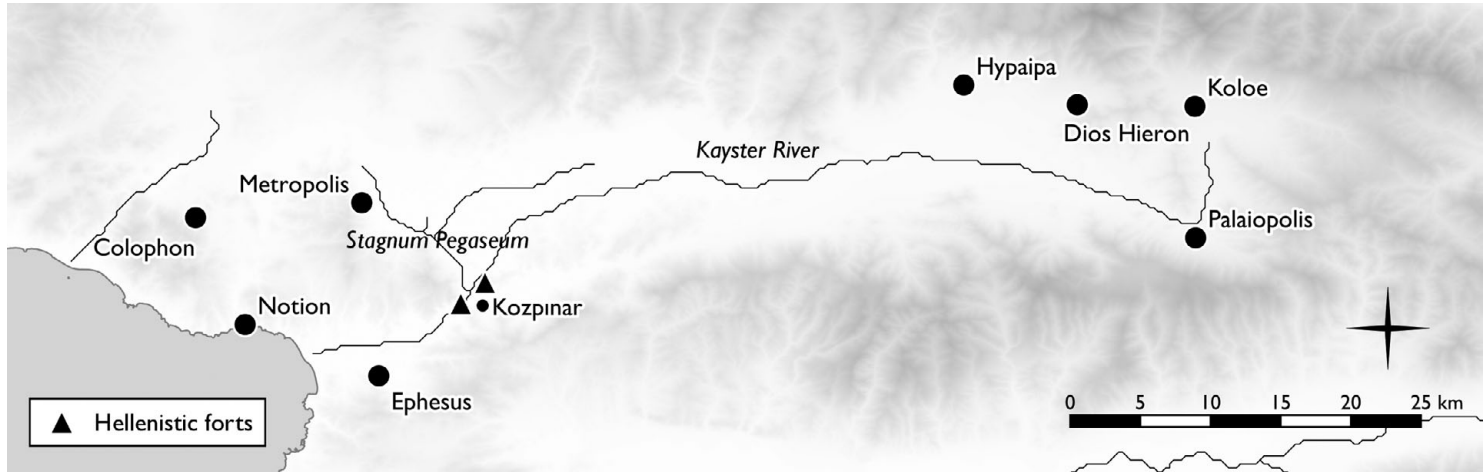 Hypaipa
Koloe
Dios Hieron
Kayster River
Metropolis
Palaiopolis
Colophon
Stagnum Pegaseum
Notion
Kozpınar
Ephesus
0 5 10 15 20 25 km
Hellenistic forts